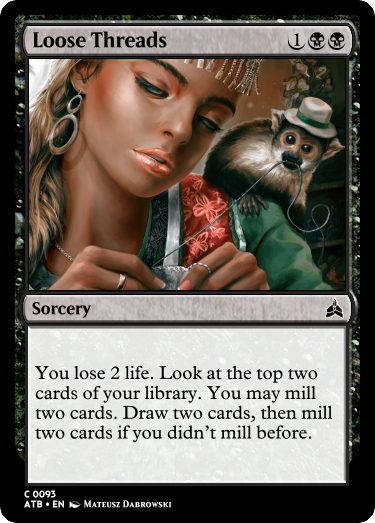 Loose Threads 1
Sorcery
You lose 2 life. Look at the top two
cards of your library. You may mill
two cards. Draw two cards, then mill
two cards if you didn't mill before.
C 0093
ATB • EN Mateusz Dabrowski